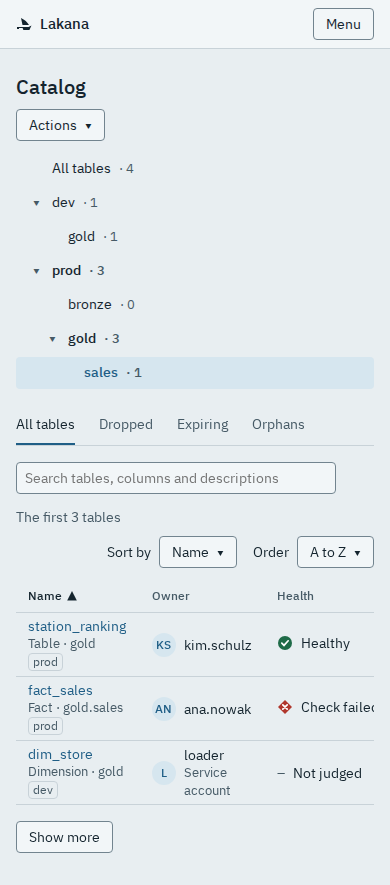 Lakana
Menu
Catalog
Actions ▾
All tables · 4
▾ dev · 1
gold · 1
▾ prod · 3
bronze · 0
▾ gold · 3
sales · 1
All tables Dropped Expiring Orphans
Search tables, columns and descriptions
The first 3 tables
Sort by Name ▾ Order A to Z ▾
Name ▲ Owner Health
station_ranking
Table · gold
prod
KS kim.schulz
Healthy
fact_sales
Fact · gold.sales
prod
AN ana.nowak
Check failed
dim_store
Dimension · gold
dev
L
loader
Service
account
– Not judged
Show more